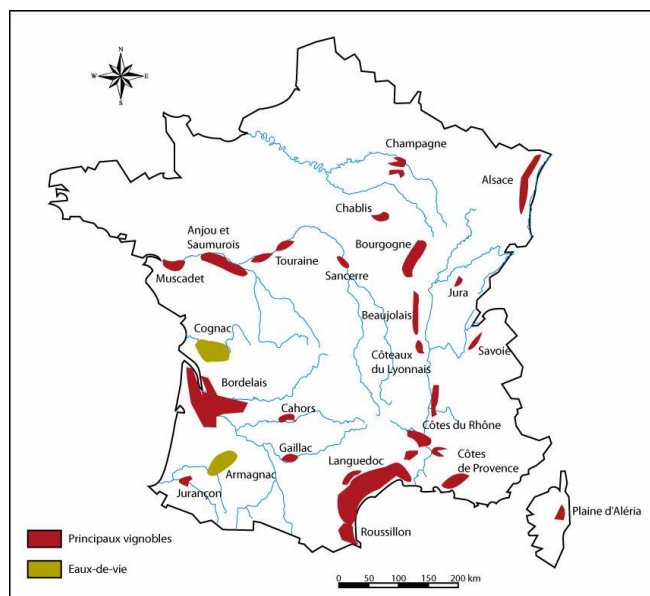 N
W
E
S
Champagne
Alsace
Chablis
Anjou et
Saumurois
Bourgogne
Touraine
Sancerre
Muscadet
Jura
Beaujolais
Cognac
Savoie
Côteaux
du Lyonnais
Bordelais
Cahors
Côtes du Rhône
Gaillac
Languedoc
Côtes
de Provence
Armagnac
Jurançon
Plaine d'Aléria
Roussillon
Principaux vignobles
Eaux-de-vie
0 50 100 150 200 km